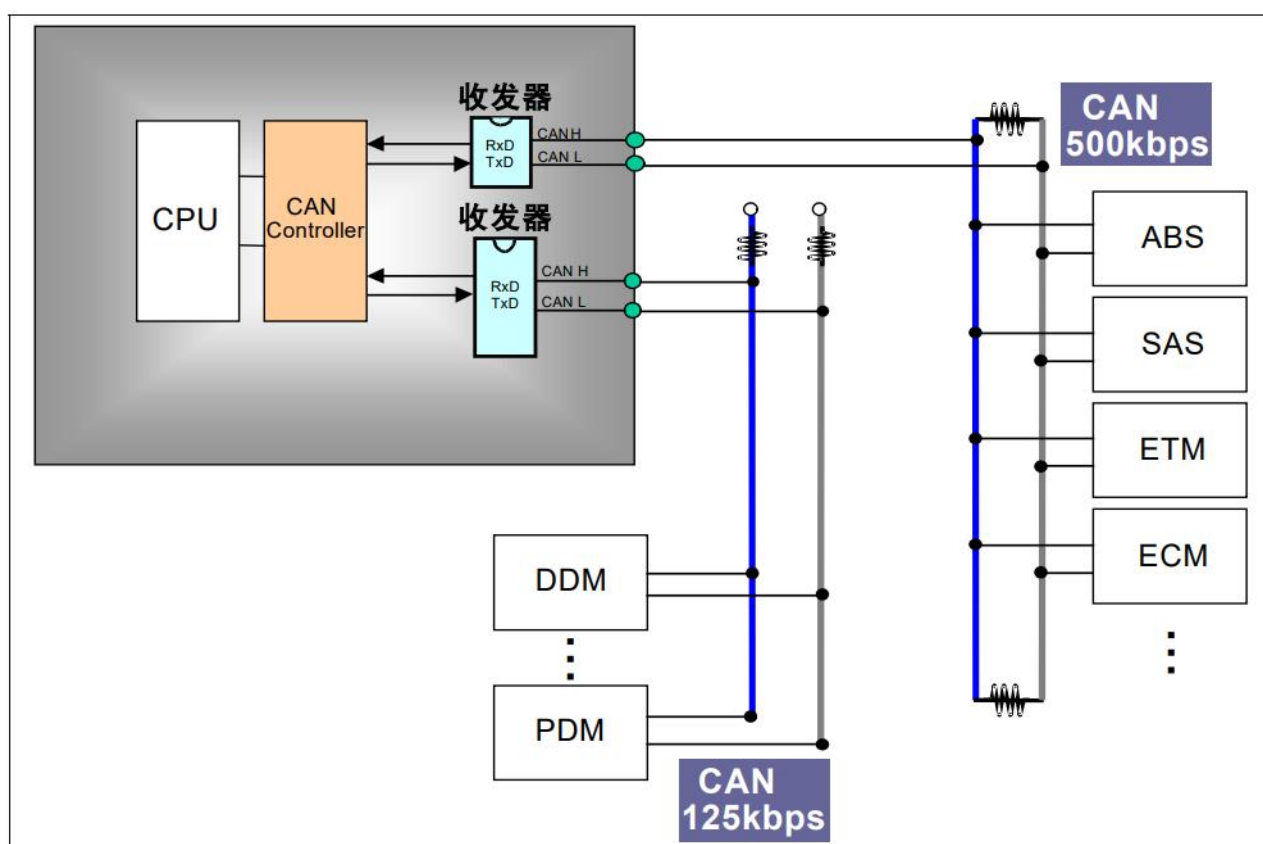 收发器
CAN
500kbps
RxD
TxD
CANH
CAN L
CPU
CAN
Controller
收发器
RxD
TxD
CAN H
CAN L
ABS
SAS
ETM
ECM
DDM
PDM
CAN
125kbps